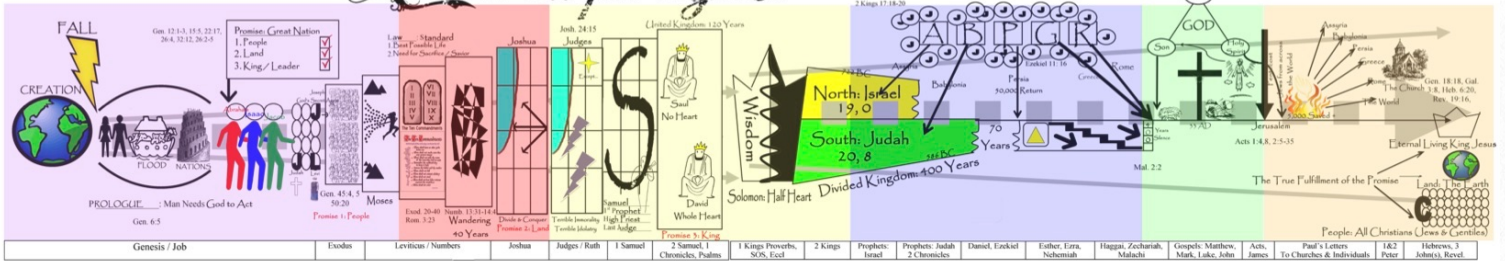 FALL
CREATION
Gen. 12:1-3, 15:5, 22:17,
26:4, 32:12, 26:2-5
Promise: Great Nation
1. People
2. Land
3. King / Leader
FLOOD
NATIONS
PROLOGUE : Man Needs God to Act
Gen. 6:5
Gen. 45:4, 5
50:20
Promise 1: People
Moses
Law Standard
1. Best Possible Life
2. Need for Sacrifice / Savior
The Ten Commandments
Exod. 20-40
Rom. 3:23
Numb. 13:31-14:4
Wandering
40 Years
Joshua
Divide & Conquer
Promise 2: Land
Josh. 24:15
Judges
Except...
Terrible Immorality
Terrible Idolatry
Samuel
1st Prophet
High Priest
Last Judge
United Kingdom: 120 Years
Saul
No Heart
David
Whole Heart
Promise 3: King
Wisdom
Solomon: Half Heart
2 Kings 17:18-20
A B P G R
Assyria
Babylonia
Persia
Greece
Rome
Ezekiel 11:16
50,000 Return
722 BC
North: Israel
19, 0
South: Judah
20, 8
586 BC
Divided Kingdom: 400 Years
70
Years
Years
Silence
Mal. 2:2
GOD
Son
Holy
Spirit
33 AD
Jerusalem
Acts 1:4,8, 2:5-35
3,000 Saved +
Assyria
Babylonia
Persia
Greece
Rome
The World
The Church
Gen. 18:18, Gal.
3:8, Heb. 6:20,
Rev. 19:16,
Eternal Living King Jesus
The True Fulfillment of the Promise
Land: The Earth
People: All Christians (Jews & Gentiles)
Genesis / Job
Exodus
Leviticus / Numbers
Joshua
Judges / Ruth
1 Samuel
2 Samuel, 1
Chronicles, Psalms
1 Kings Proverbs,
SOS, Eccl
2 Kings
Prophets:
Israel
Prophets: Judah
2 Chronicles
Daniel, Ezekiel
Esther, Ezra,
Nehemiah
Haggai, Zechariah,
Malachi
Gospels: Matthew,
Mark, Luke, John
Acts,
James
Paul's Letters
To Churches & Individuals
1&2
Peter
Hebrews, 3
John(s), Revel.